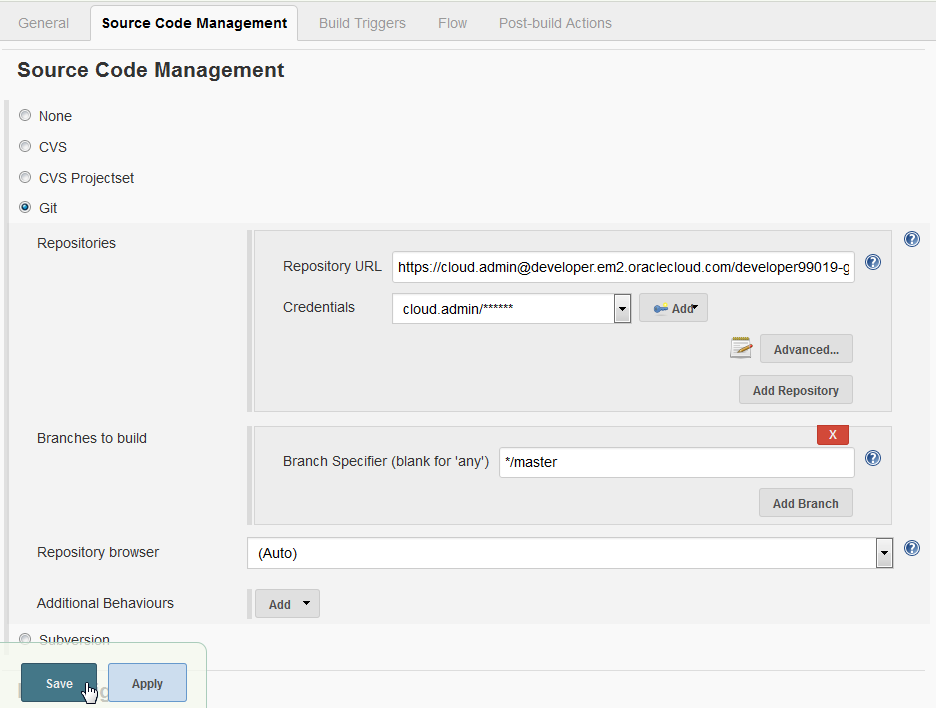 General Source Code Management Build Triggers Flow Post-build Actions
Source Code Management
None
CVS
CVS Projectset
Git
Repositories
Repository URL https://cloud.admin@developer.em2.oraclecloud.com/developer99019-g
Credentials cloud.admin/****** Add
Advanced...
Add Repository
Branches to build
X
Branch Specifier (blank for 'any') */master
Add Branch
Repository browser (Auto)
Additional Behaviours Add
Subversion
Save Apply